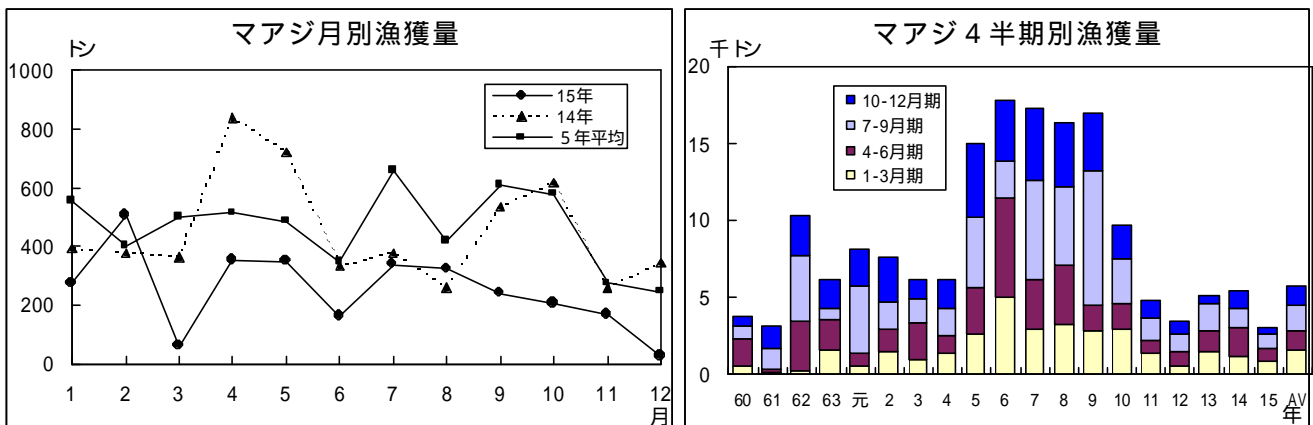 マアジ月別漁獲量
トン
1000
800
600
400
200
0
15年
14年
5年平均
1 2 3 4 5 6 7 8 9 10 11 12
月
マアジ4半期別漁獲量
千トン
20
15
10
5
0
10-12月期
7-9月期
4-6月期
1-3月期
60 61 62 63 元 2 3 4 5 6 7 8 9 10 11 12 13 14 15 AV
年